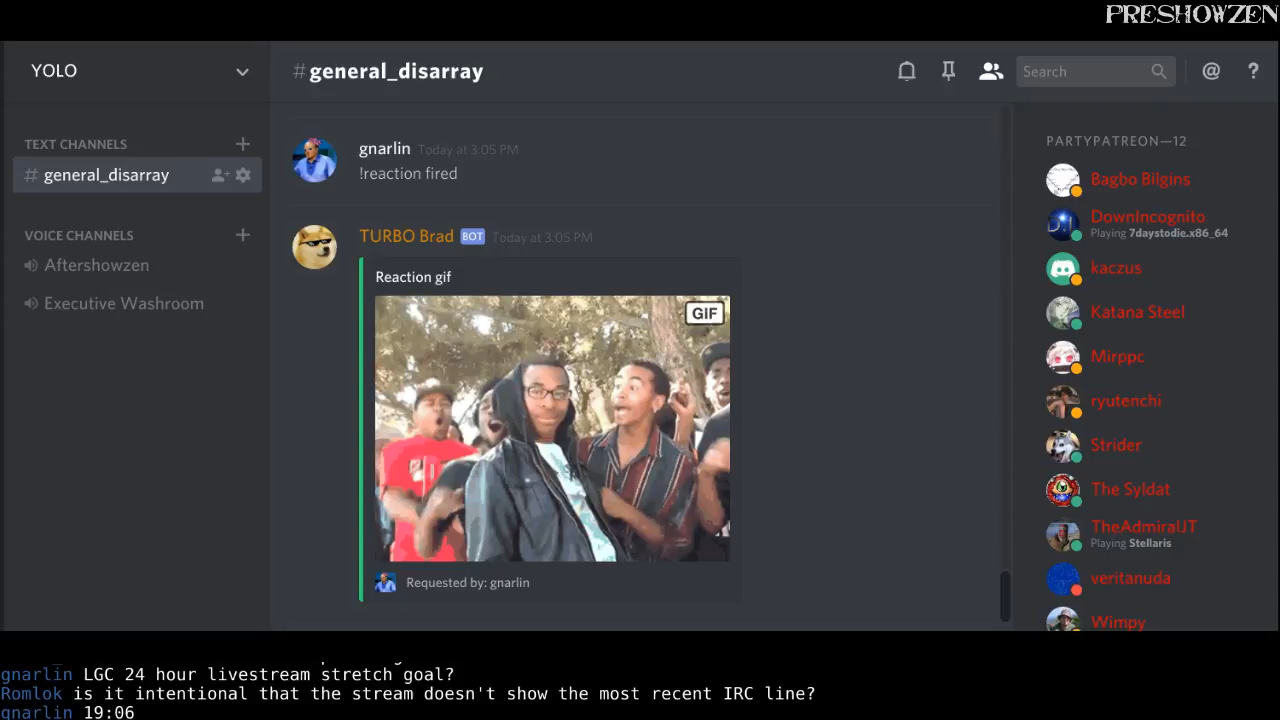 PRESHOWZEN
YOLO
#general_disarray
Search
@
?
TEXT CHANNELS
# general_disarray
VOICE CHANNELS
Aftershowzen
Executive Washroom
gnarlin Today at 3:05 PM
!reaction fired
TURBO Brad BOT Today at 3:05 PM
Reaction gif
GIF
Requested by: gnarlin
PARTYPATREON—12
Bagbo Bilgins
DownIncognito
Playing 7daystodie.x86_64
kaczus
Katana Steel
Mirppc
ryutenchi
Strider
The Syldat
TheAdmiralJT
Playing Stellaris
veritanuda
Wimpy
gnarlin LGC 24 hour livestream stretch goal?
Romlok is it intentional that the stream doesn't show the most recent IRC line?
gnarlin 19:06